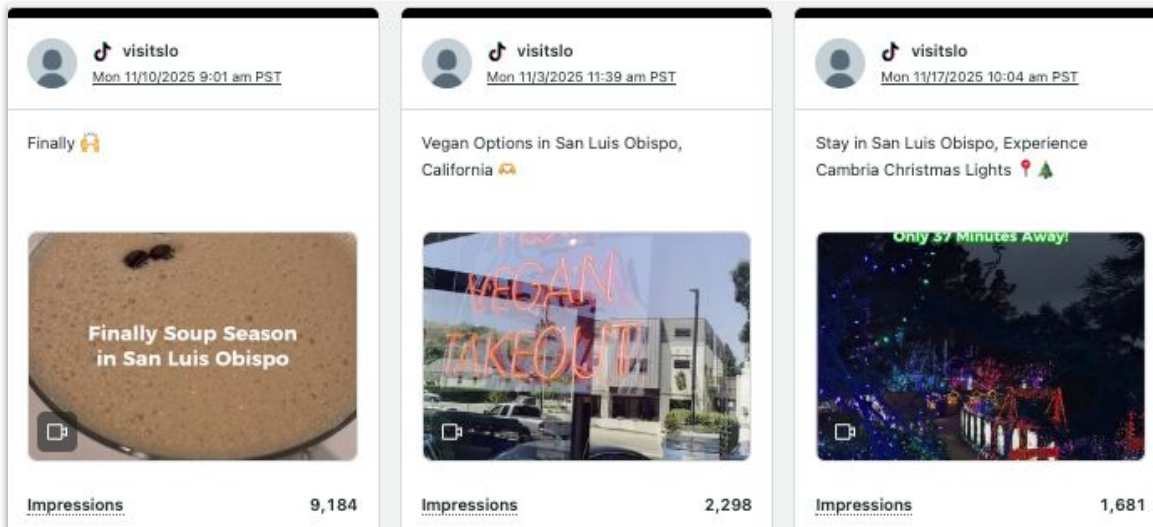 visitslo
Mon 11/10/2025 9:01 am PST
Finally 🙌
Finally Soup Season
in San Luis Obispo
Impressions 9,184
visitslo
Mon 11/3/2025 11:39 am PST
Vegan Options in San Luis Obispo,
California 🫶
VEGAN
TAKEOUT
Impressions 2,298
visitslo
Mon 11/17/2025 10:04 am PST
Stay in San Luis Obispo, Experience
Cambria Christmas Lights 📍🎄
Only 37 Minutes Away!
Impressions 1,681